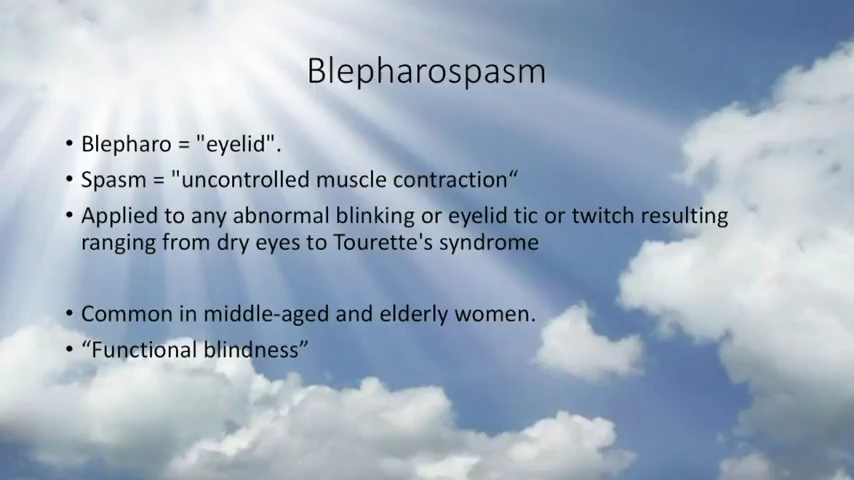 Blepharospasm
• Blepharo = "eyelid".
• Spasm = "uncontrolled muscle contraction“
• Applied to any abnormal blinking or eyelid tic or twitch resulting
ranging from dry eyes to Tourette's syndrome
• Common in middle-aged and elderly women.
• “Functional blindness”